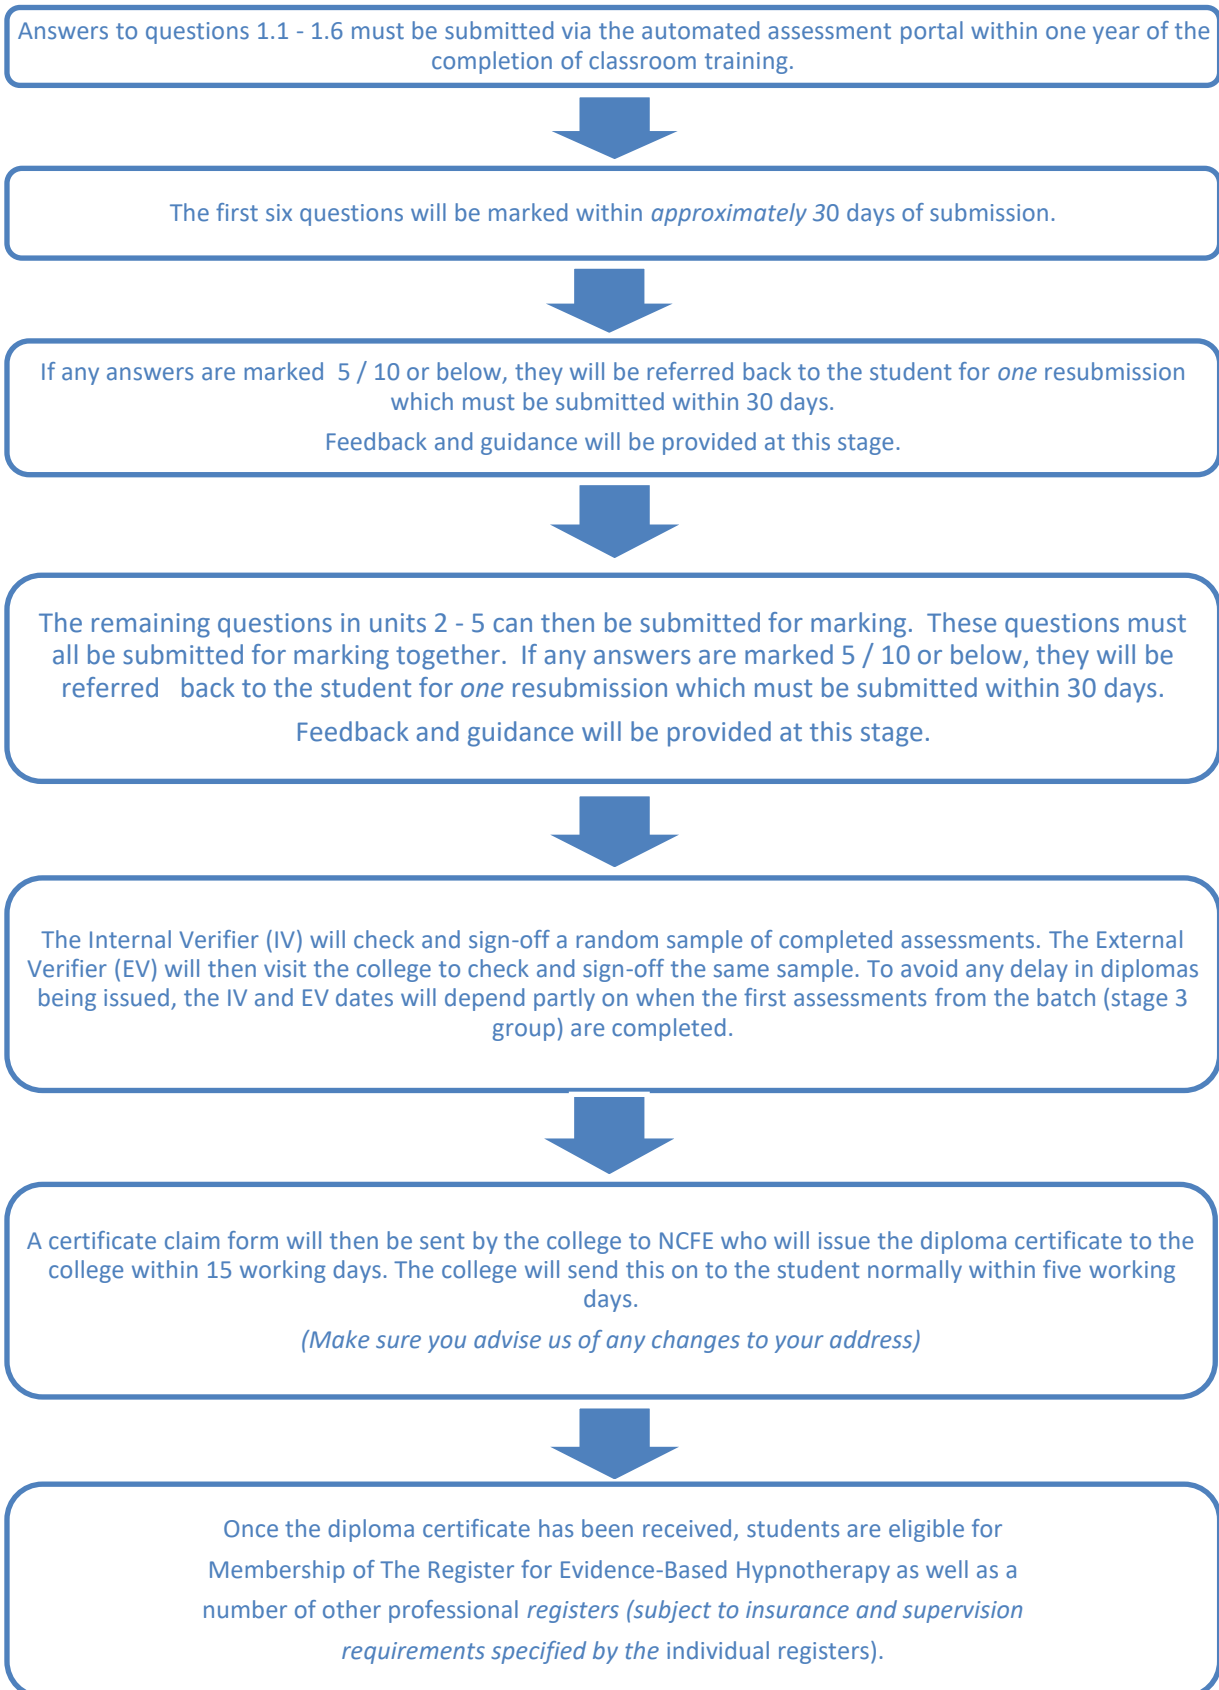 Answers to questions 1.1 - 1.6 must be submitted via the automated assessment portal within one year of the
completion of classroom training.
The first six questions will be marked within approximately 30 days of submission.
If any answers are marked 5 / 10 or below, they will be referred back to the student for one resubmission
which must be submitted within 30 days.
Feedback and guidance will be provided at this stage.
The remaining questions in units 2 - 5 can then be submitted for marking. These questions must
all be submitted for marking together. If any answers are marked 5 / 10 or below, they will be
referred back to the student for one resubmission which must be submitted within 30 days.
Feedback and guidance will be provided at this stage.
The Internal Verifier (IV) will check and sign-off a random sample of completed assessments. The External
Verifier (EV) will then visit the college to check and sign-off the same sample. To avoid any delay in diplomas
being issued, the IV and EV dates will depend partly on when the first assessments from the batch (stage 3
group) are completed.
A certificate claim form will then be sent by the college to NCFE who will issue the diploma certificate to the
college within 15 working days. The college will send this on to the student normally within five working
days.
(Make sure you advise us of any changes to your address)
Once the diploma certificate has been received, students are eligible for
Membership of The Register for Evidence-Based Hypnotherapy as well as a
number of other professional registers (subject to insurance and supervision
requirements specified by the individual registers).